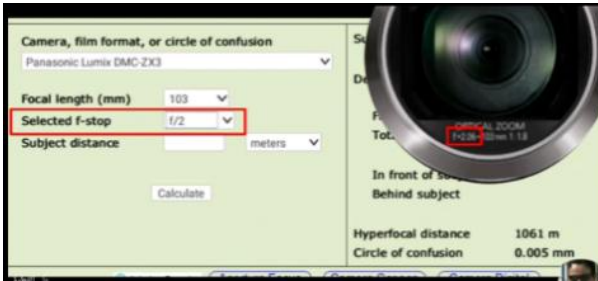 Camera, film format, or circle of confusion
Panasonic Lumix DMC-ZX3
Focal length (mm) 103
Selected f-stop f/2
Subject distance meters
Calculate
OPTICAL ZOOM
In front of
Behind subject
Hyperfocal distance 1061 m
Circle of confusion 0.005 mm